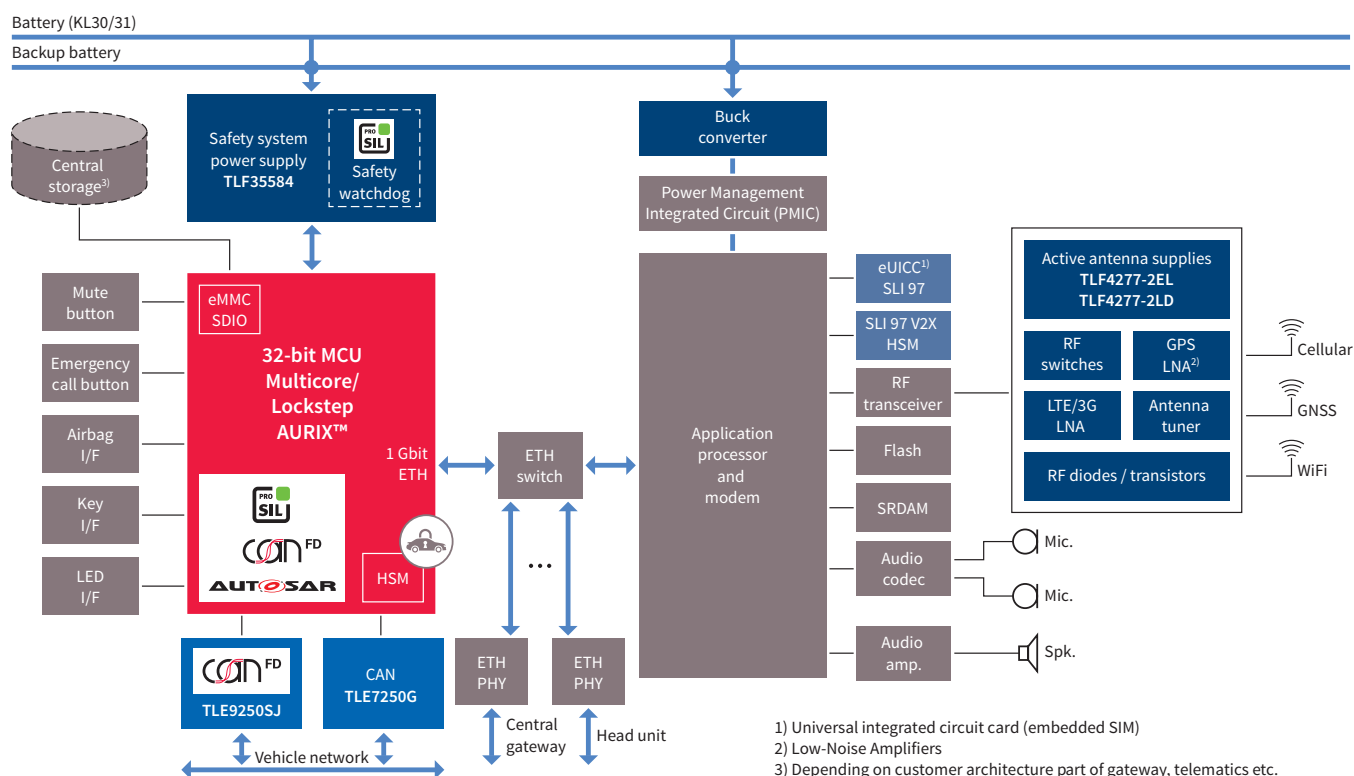 Battery (KL30/31)
Backup battery
Central
storage3)
Safety system
power supply
TLF35584
PRO
SIL
Safety
watchdog
Buck
converter
Power Management
Integrated Circuit (PMIC)
Mute
button
Emergency
call button
Airbag
I/F
Key
I/F
LED
I/F
eMMC
SDIO
32-bit MCU
Multicore/
Lockstep
AURIX™
1 Gbit
ETH
PRO
SIL
CAN FD
AUTOSAR
HSM
CAN FD
TLE9250SJ
CAN
TLE7250G
Vehicle network
ETH
switch
...
ETH
PHY
ETH
PHY
Central
gateway
Head unit
Application
processor
and
modem
eUICC1)
SLI 97
SLI 97 V2X
HSM
RF
transceiver
Flash
SRDAM
Audio
codec
Audio
amp.
Active antenna supplies
TLF4277-2EL
TLF4277-2LD
RF
switches
GPS
LNA2)
LTE/3G
LNA
Antenna
tuner
RF diodes / transistors
Cellular
GNSS
WiFi
Mic.
Mic.
Spk.
1) Universal integrated circuit card (embedded SIM)
2) Low-Noise Amplifiers
3) Depending on customer architecture part of gateway, telematics etc.